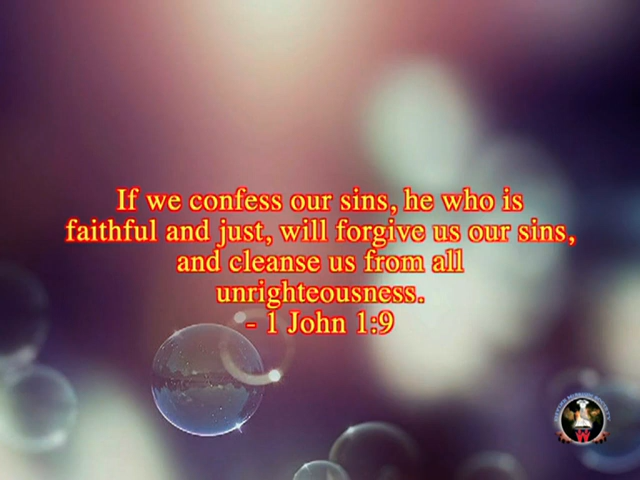 If we confess our sins, he who is
faithful and just, will forgive us our sins,
and cleanse us from all
unrighteousness.
- 1 John 1:9
W